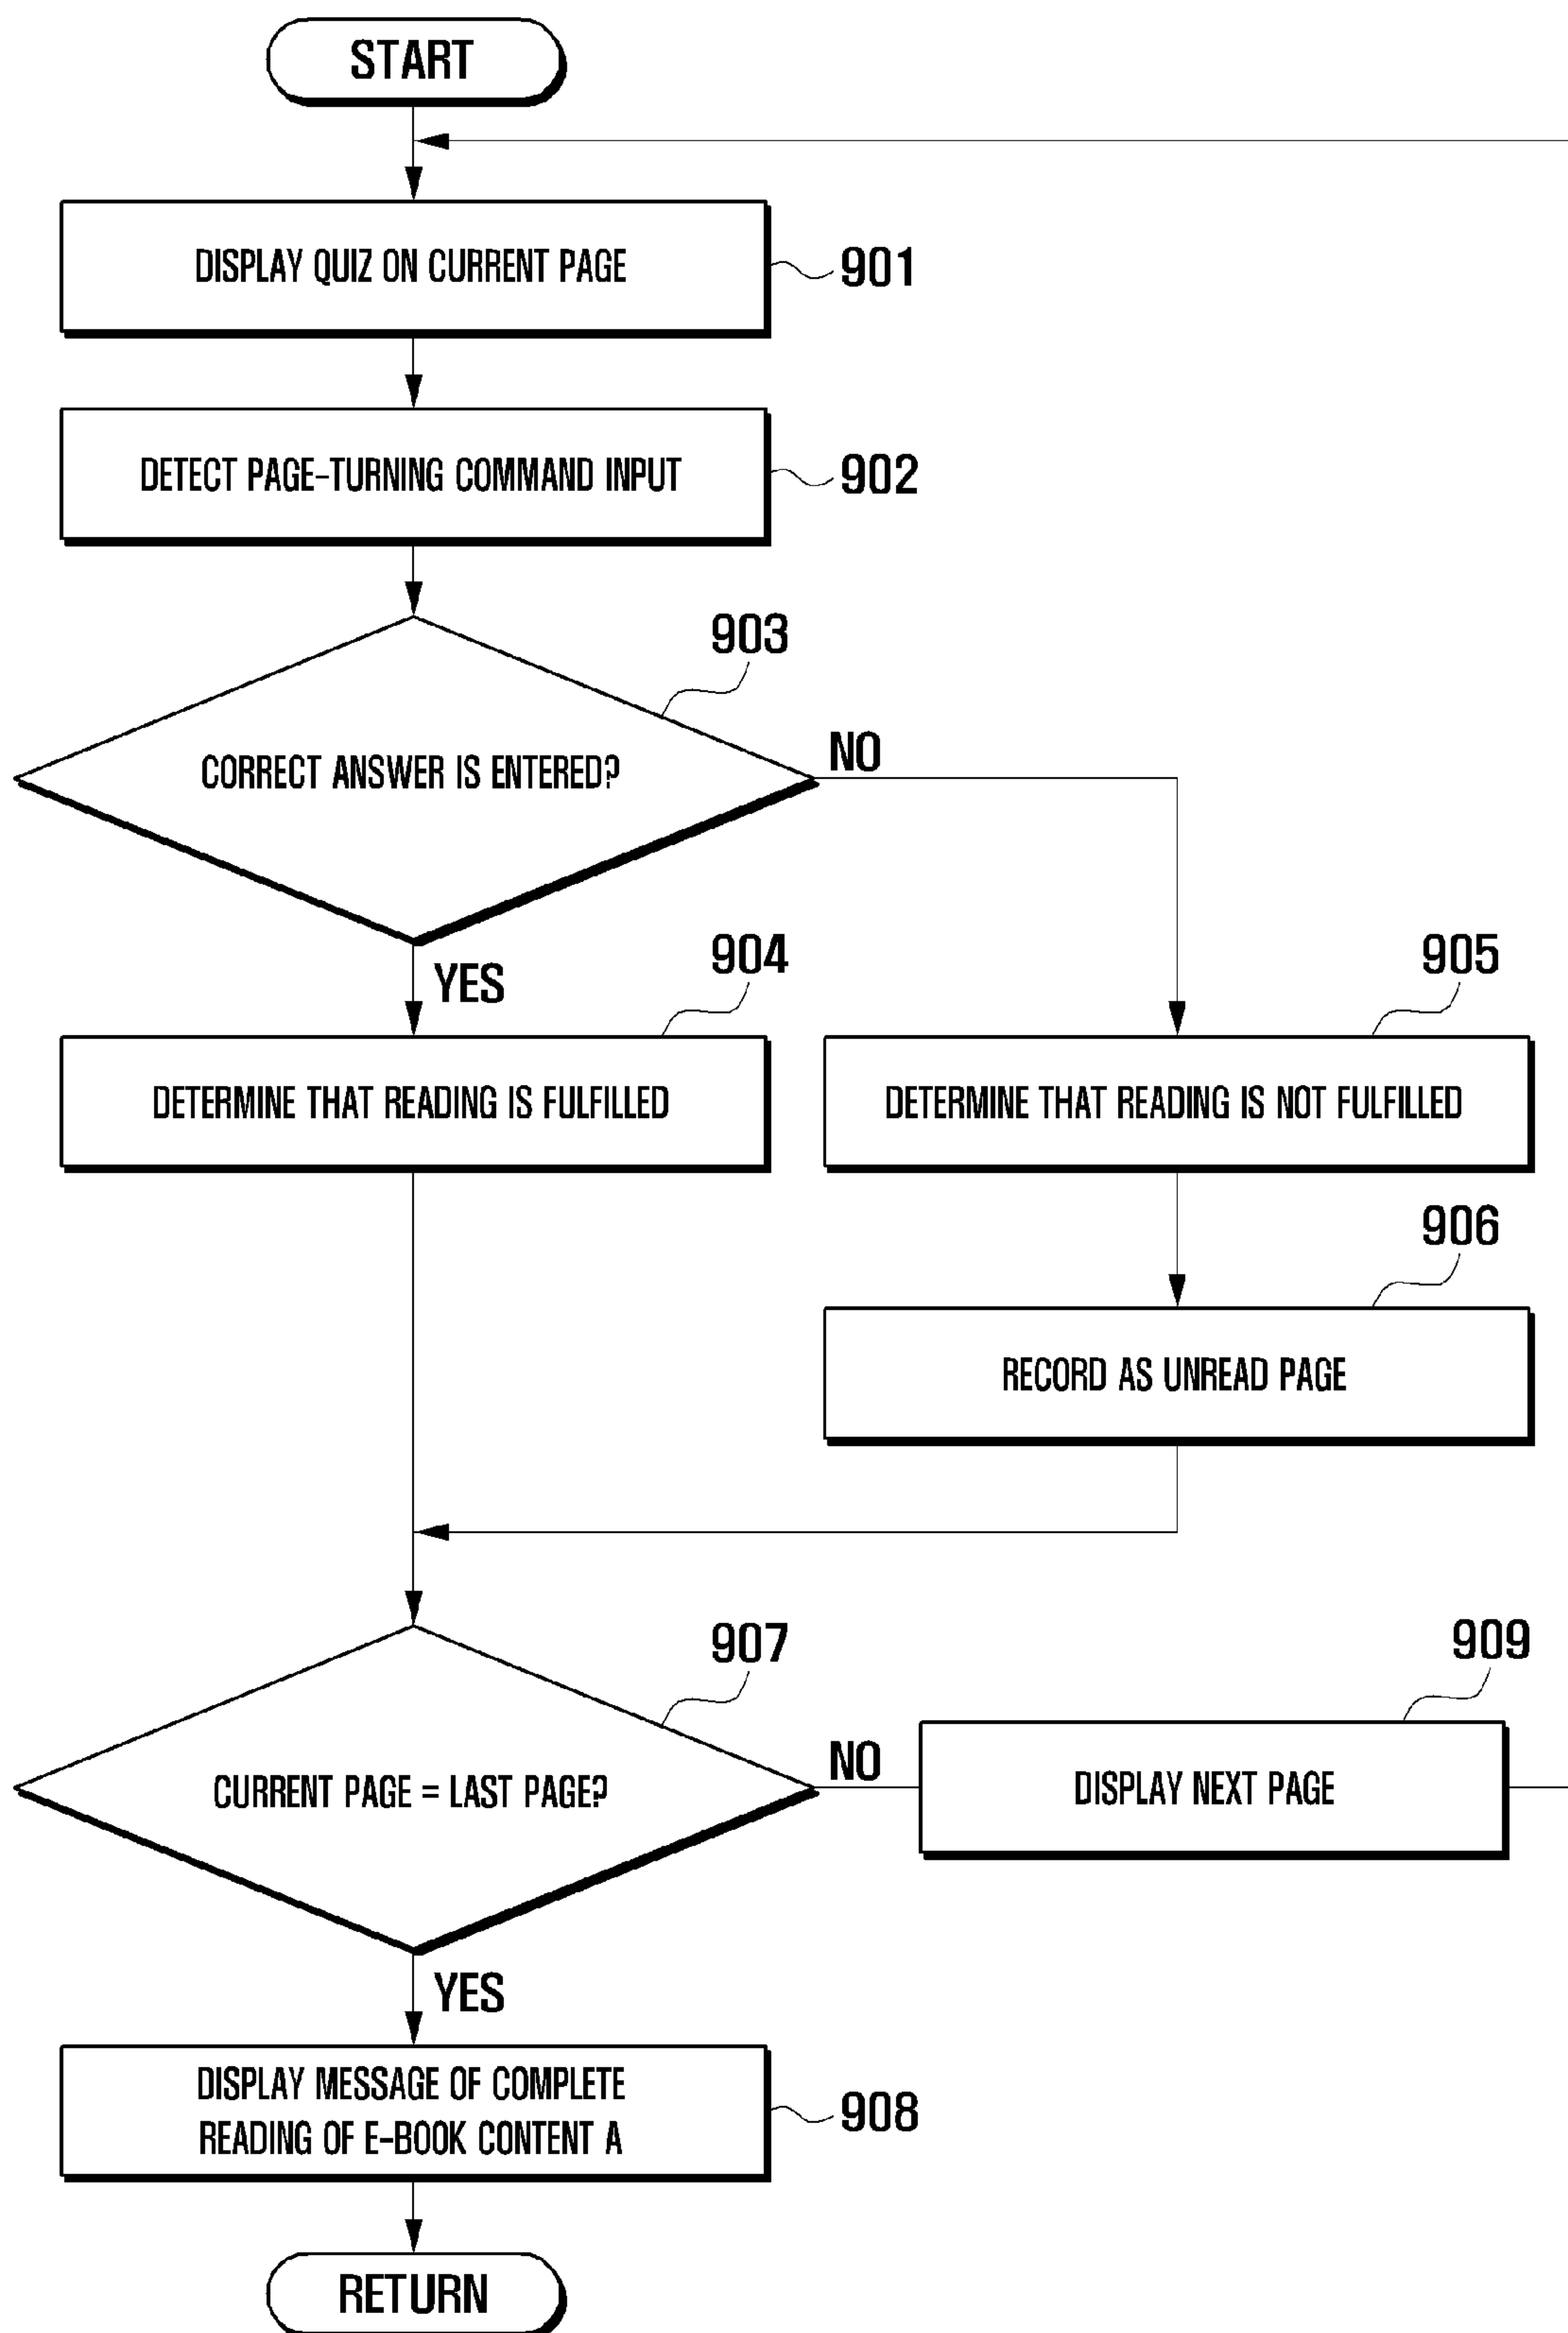 START
DISPLAY QUIZ ON CURRENT PAGE
901
DETECT PAGE-TURNING COMMAND INPUT
902
903
CORRECT ANSWER IS ENTERED?
NO
YES
904
905
DETERMINE THAT READING IS FULFILLED
DETERMINE THAT READING IS NOT FULFILLED
906
RECORD AS UNREAD PAGE
907
909
CURRENT PAGE = LAST PAGE?
NO
DISPLAY NEXT PAGE
YES
DISPLAY MESSAGE OF COMPLETE
READING OF E-BOOK CONTENT A
908
RETURN